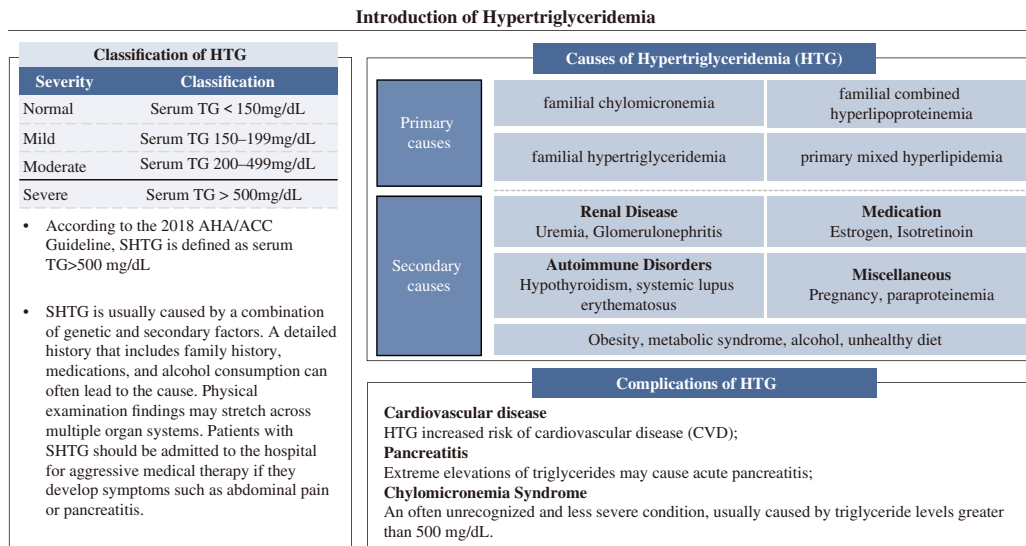 Introduction of Hypertriglyceridemia
Classification of HTG
Severity Classification
Normal Serum TG < 150mg/dL
Mild Serum TG 150–199mg/dL
Moderate Serum TG 200–499mg/dL
Severe Serum TG > 500mg/dL
• According to the 2018 AHA/ACC
Guideline, SHTG is defined as serum
TG>500 mg/dL
• SHTG is usually caused by a combination
of genetic and secondary factors. A detailed
history that includes family history,
medications, and alcohol consumption can
often lead to the cause. Physical
examination findings may stretch across
multiple organ systems. Patients with
SHTG should be admitted to the hospital
for aggressive medical therapy if they
develop symptoms such as abdominal pain
or pancreatitis.
Causes of Hypertriglyceridemia (HTG)
Primary
causes
familial chylomicronemia
familial combined
hyperlipoproteinemia
familial hypertriglyceridemia
primary mixed hyperlipidemia
Secondary
causes
Renal Disease
Uremia, Glomerulonephritis
Medication
Estrogen, Isotretinoin
Autoimmune Disorders
Hypothyroidism, systemic lupus
erythematosus
Miscellaneous
Pregnancy, paraproteinemia
Obesity, metabolic syndrome, alcohol, unhealthy diet
Complications of HTG
Cardiovascular disease
HTG increased risk of cardiovascular disease (CVD);
Pancreatitis
Extreme elevations of triglycerides may cause acute pancreatitis;
Chylomicronemia Syndrome
An often unrecognized and less severe condition, usually caused by triglyceride levels greater
than 500 mg/dL.